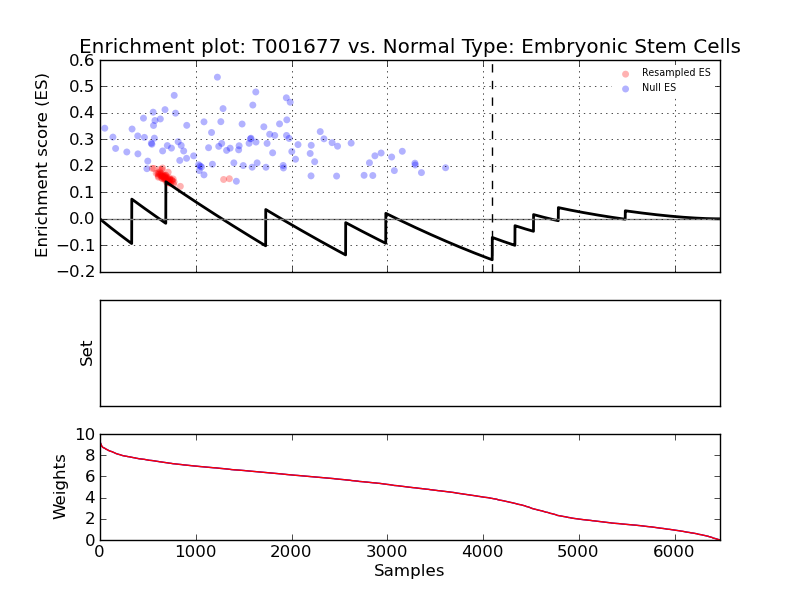 Enrichment plot: T001677 vs. Normal Type: Embryonic Stem Cells
Enrichment score (ES)
0.6
0.5
0.4
0.3
0.2
0.1
0.0
−0.1
−0.2
Resampled ES
Null ES
Set
Weights
10
8
6
4
2
0
0 1000 2000 3000 4000 5000 6000
Samples